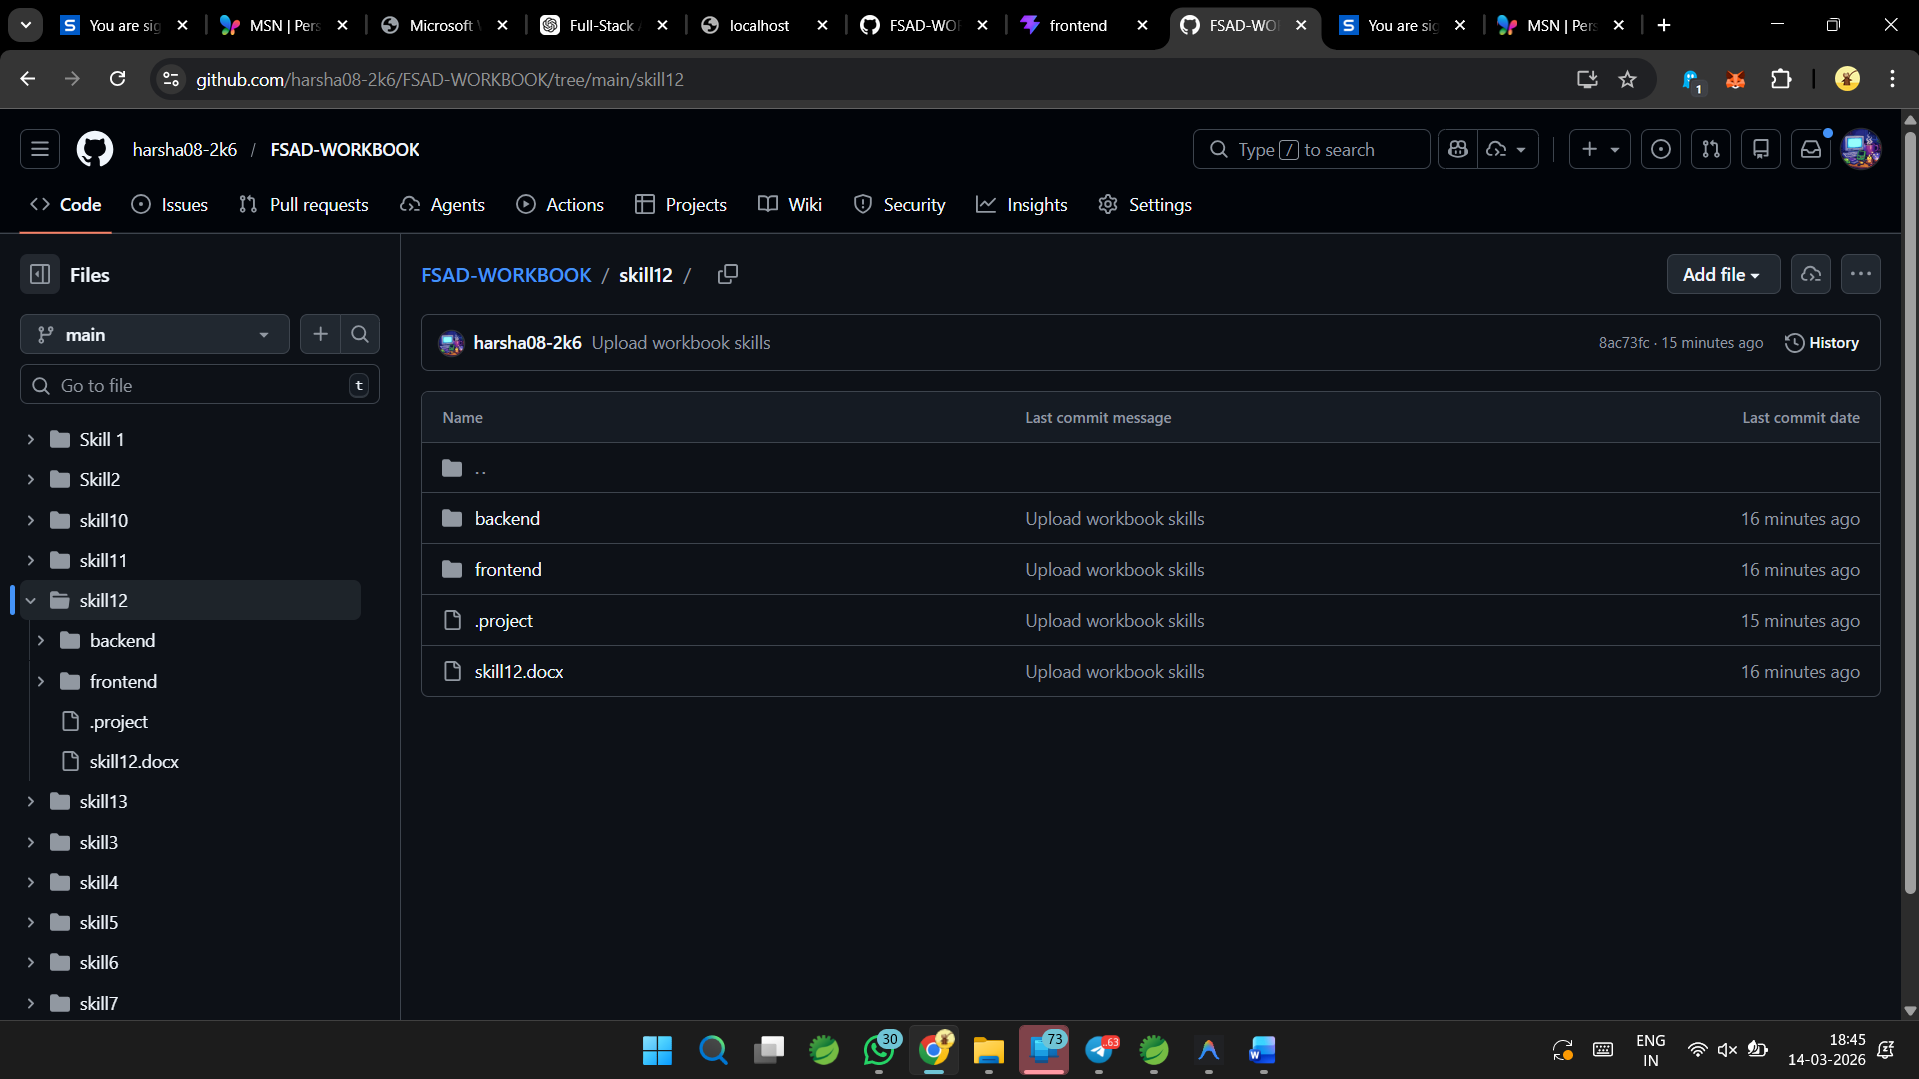 You are sig
MSN | Pers
Microsoft
Full-Stack
localhost
FSAD-WO
frontend
FSAD-WO
You are sig
MSN | Pers
github.com/harsha08-2k6/FSAD-WORKBOOK/tree/main/skill12
1
harsha08-2k6 / FSAD-WORKBOOK
Type / to search
Code
Issues
Pull requests
Agents
Actions
Projects
Wiki
Security
Insights
Settings
Files
FSAD-WORKBOOK / skill12 /
Add file
main
harsha08-2k6 Upload workbook skills
8ac73fc · 15 minutes ago
History
Go to file
t
Name
Last commit message
Last commit date
..
backend
Upload workbook skills
16 minutes ago
frontend
Upload workbook skills
16 minutes ago
.project
Upload workbook skills
15 minutes ago
skill12.docx
Upload workbook skills
16 minutes ago
Skill 1
Skill2
skill10
skill11
skill12
backend
frontend
.project
skill12.docx
skill13
skill3
skill4
skill5
skill6
skill7
30
73
63
ENG
IN
18:45
14-03-2026